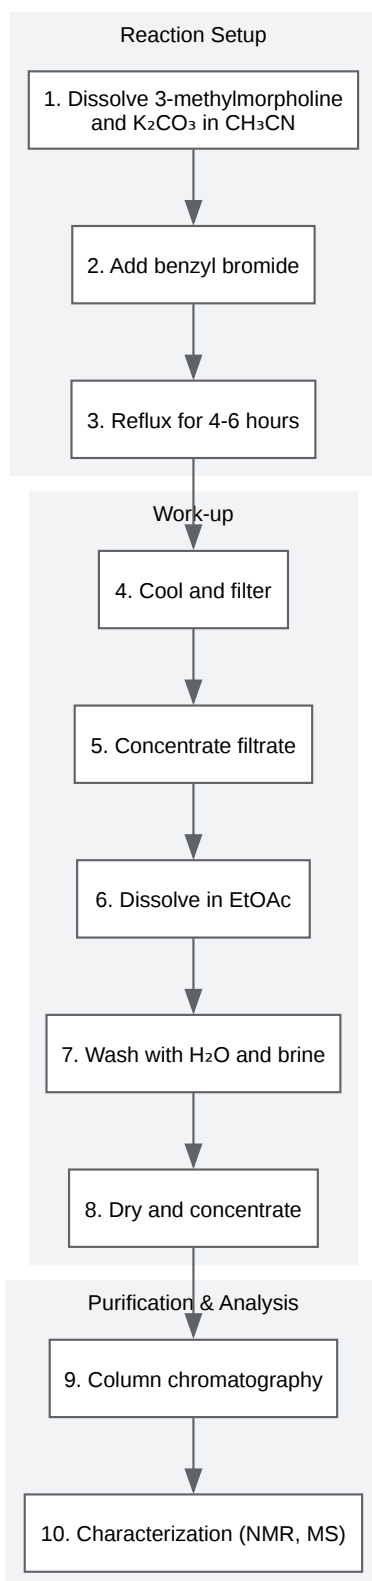 Reaction Setup
1. Dissolve 3-methylmorpholine
and K₂CO₃ in CH₃CN
2. Add benzyl bromide
3. Reflux for 4-6 hours
Work-up
4. Cool and filter
5. Concentrate filtrate
6. Dissolve in EtOAc
7. Wash with H₂O and brine
8. Dry and concentrate
Purification & Analysis
9. Column chromatography
10. Characterization (NMR, MS)